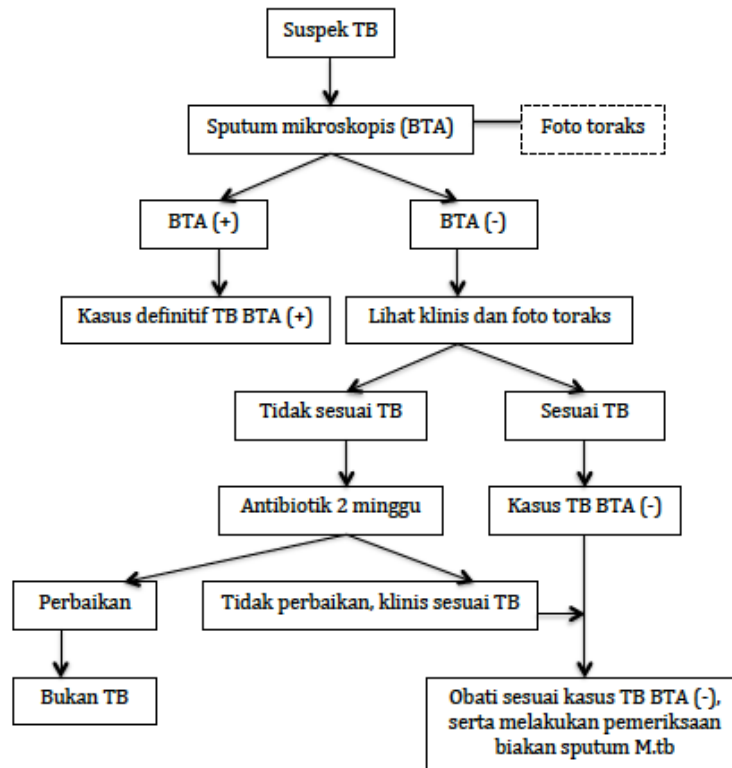 Suspek TB
Sputum mikroskopis (BTA)
Foto toraks
BTA (+)
BTA (-)
Kasus definitif TB BTA (+)
Lihat klinis dan foto toraks
Tidak sesuai TB
Sesuai TB
Antibiotik 2 minggu
Kasus TB BTA (-)
Perbaikan
Tidak perbaikan, klinis sesuai TB
Bukan TB
Obati sesuai kasus TB BTA (-),
serta melakukan pemeriksaan
biakan sputum M.tb